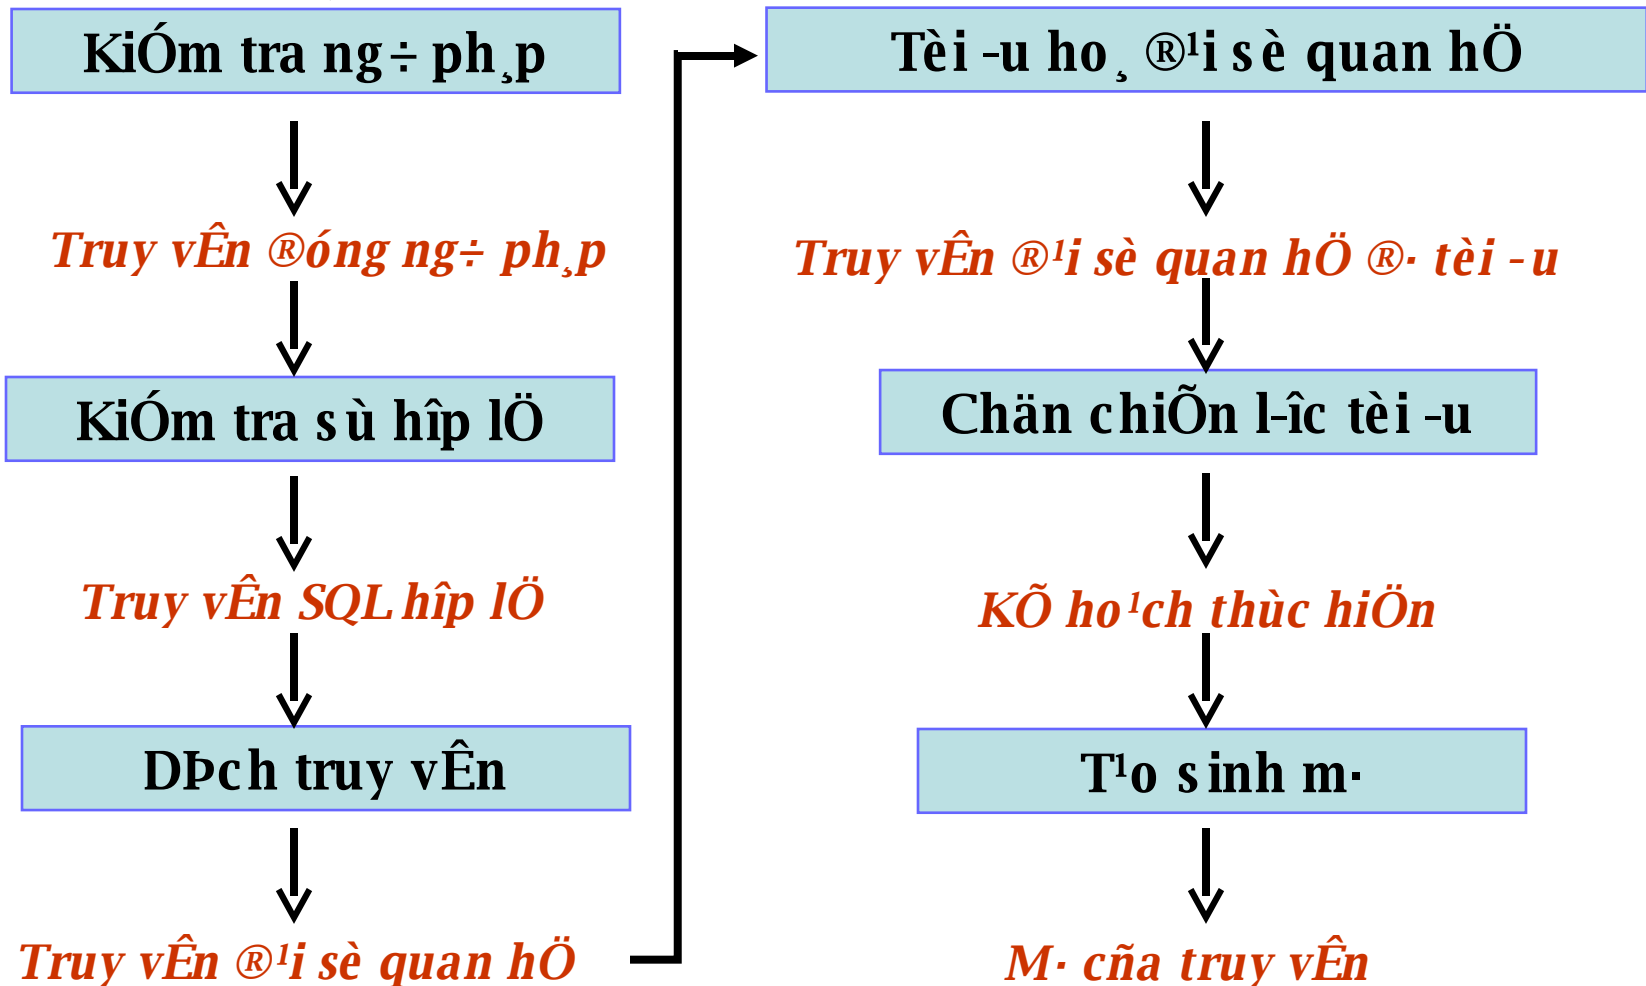 KiÓm tra ng÷ ph¸p
Truy vÊn ®óng ng÷ ph¸p
KiÓm tra sù hîp lÖ
Truy vÊn SQL hîp lÖ
DÞch truy vÊn
Truy vÊn ®¹i sè quan hÖ
Tèi -u ho¸ ®¹i sè quan hÖ
Truy vÊn ®¹i sè quan hÖ ®· tèi -u
Chän chiÕn l-îc tèi -u
KÕ ho¹ch thùc hiÖn
T¹o sinh m·
M· cña truy vÊn